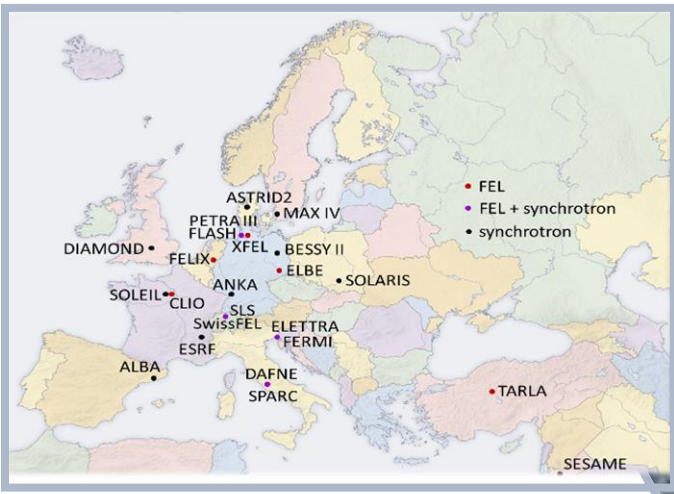 ASTRID2
MAX IV
PETRA III
FLASH
XFEL
DIAMOND
BESSY II
FELIX
ELBE
SOLARIS
ANKA
SOLEIL
CLIO
SLS
SwissFEL
ELETTRA
FERMI
ESRF
ALBA
DAFNE
SPARC
TARLA
SESAME
FEL
FEL + synchrotron
synchrotron